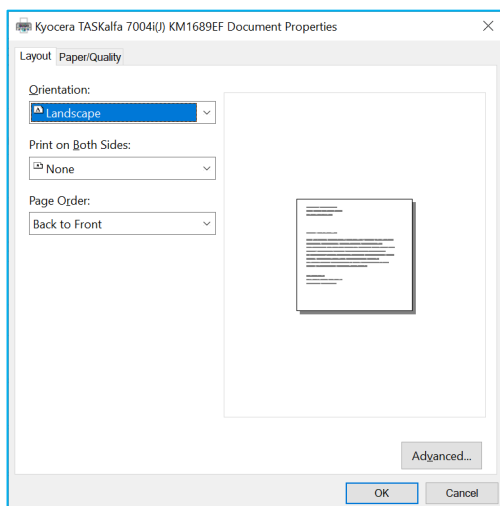 Kyocera TASKalfa 7004i(J) KM1689EF Document Properties
Layout Paper/Quality
Orientation:
Landscape
Print on Both Sides:
None
Page Order:
Back to Front
Advanced...
OK Cancel